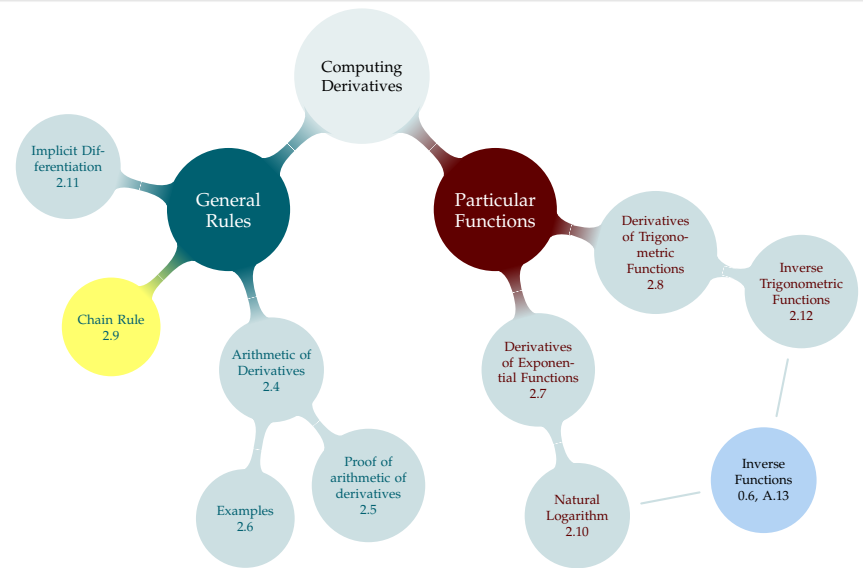 Computing
Derivatives
Implicit Dif-
ferentiation
2.11
General
Rules
Particular
Functions
Derivatives
of Trigono-
metric
Functions
2.8
Inverse
Trigonometric
Functions
2.12
Chain Rule
2.9
Arithmetic of
Derivatives
2.4
Derivatives
of Exponen-
tial Functions
2.7
Examples
2.6
Proof of
arithmetic of
derivatives
2.5
Natural
Logarithm
2.10
Inverse
Functions
0.6, A.13